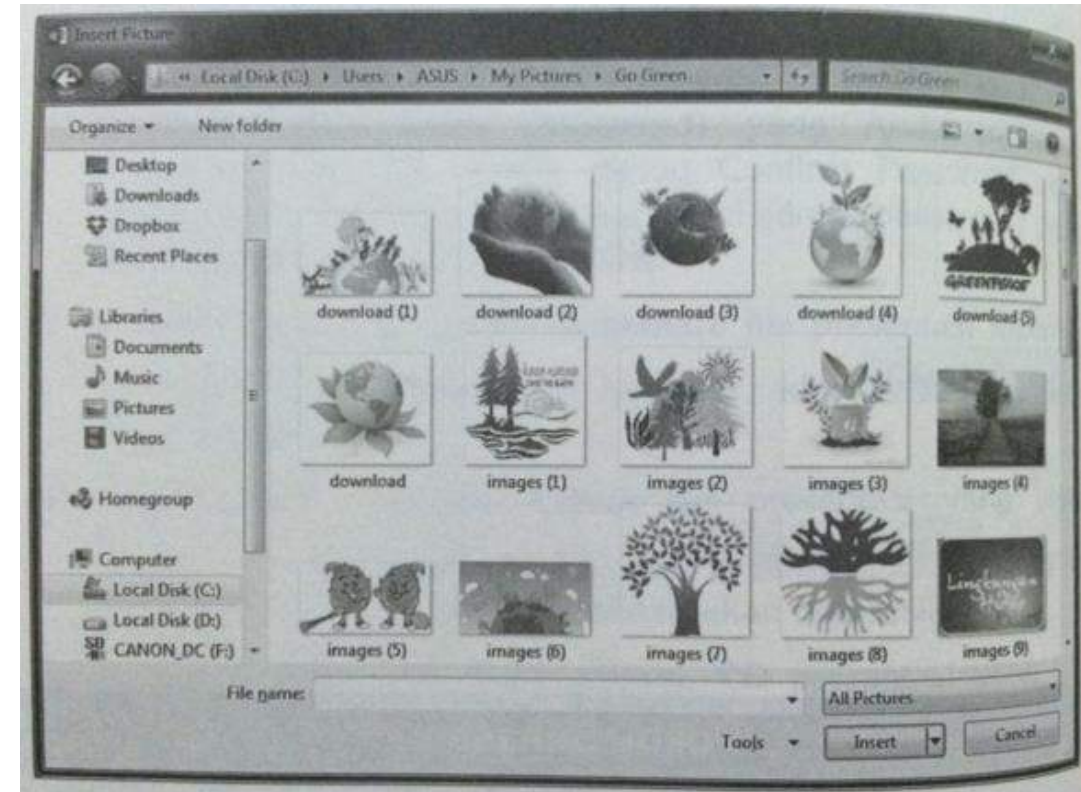 Insert Picture
Local Disk (C:) ▸ Users ▸ ASUS ▸ My Pictures ▸ Go Green
Search Go Green
Organize
New folder
Desktop
Downloads
Dropbox
Recent Places
Libraries
Documents
Music
Pictures
Videos
Homegroup
Computer
Local Disk (C:)
Local Disk (D:)
CANON_DC (F:)
download (1)
download (2)
download (3)
GREENPEACE
download (4)
download (5)
download
images (1)
images (2)
images (3)
images (4)
Lingkungan
images (5)
images (6)
images (7)
images (8)
images (9)
File name:
All Pictures
Tools
Insert
Cancel